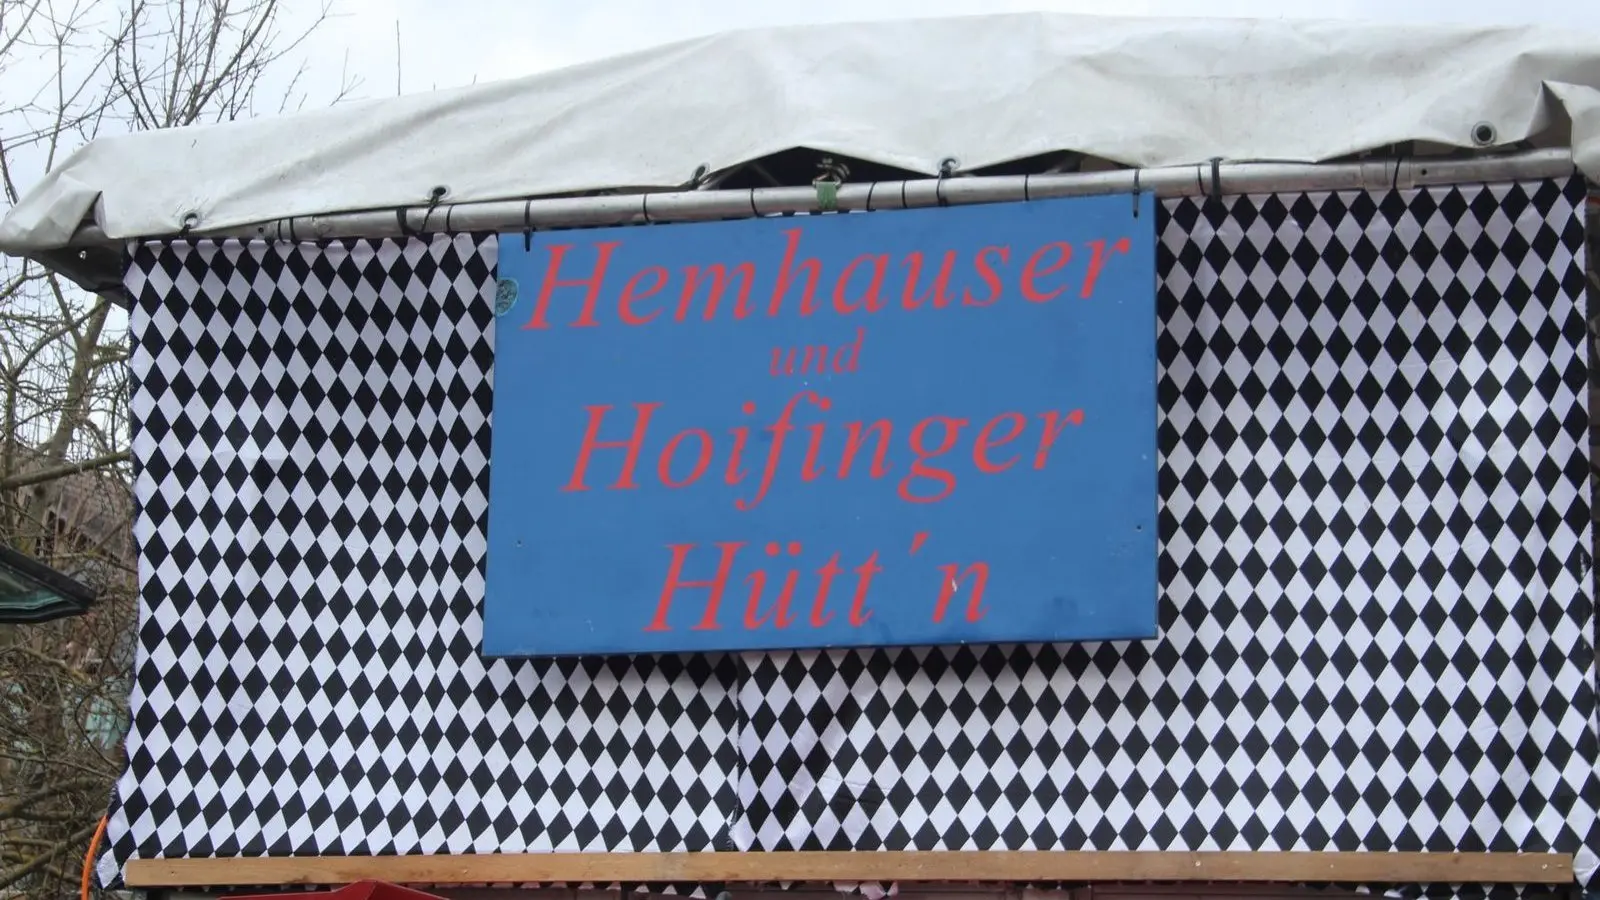 Hemhauser
und
Hoifinger
Hütt'n